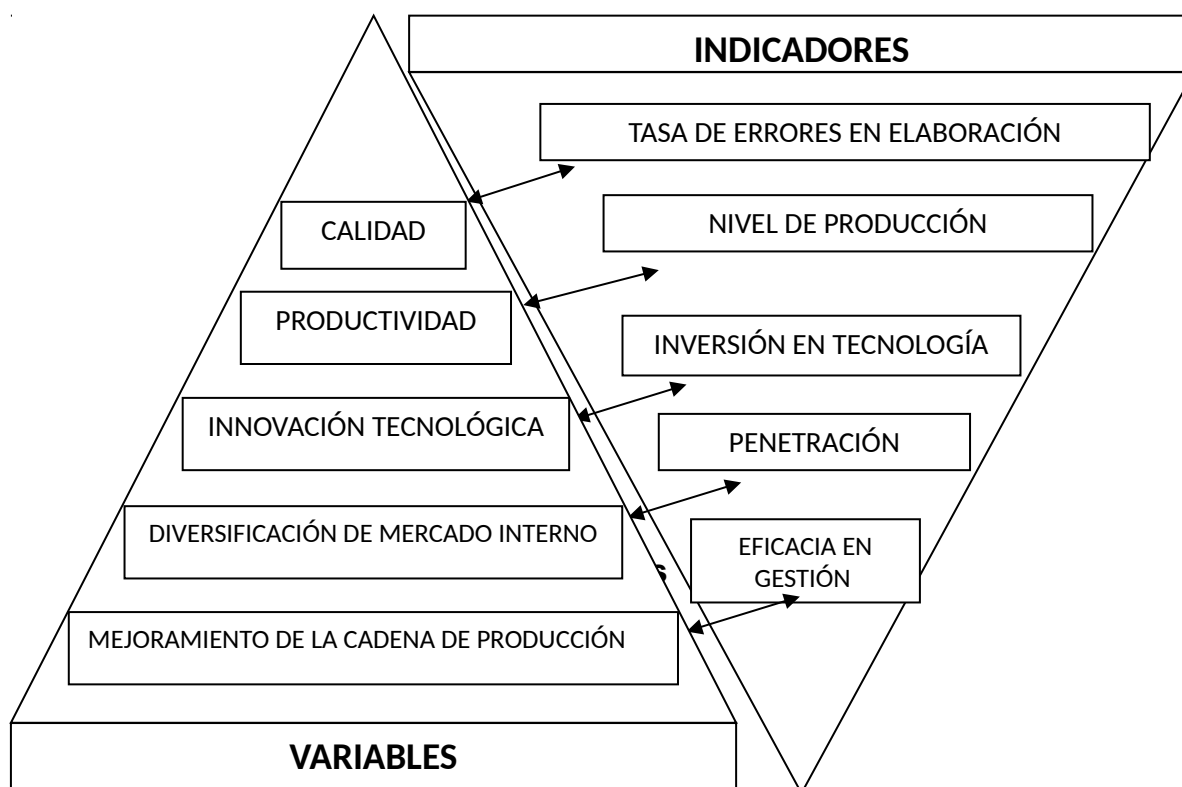 INDICADORES
TASA DE ERRORES EN ELABORACIÓN
NIVEL DE PRODUCCIÓN
CALIDAD
PRODUCTIVIDAD
INVERSIÓN EN TECNOLOGÍA
INNOVACIÓN TECNOLÓGICA
PENETRACIÓN
DIVERSIFICACIÓN DE MERCADO INTERNO
EFICACIA EN
GESTIÓN
MEJORAMIENTO DE LA CADENA DE PRODUCCIÓN
VARIABLES